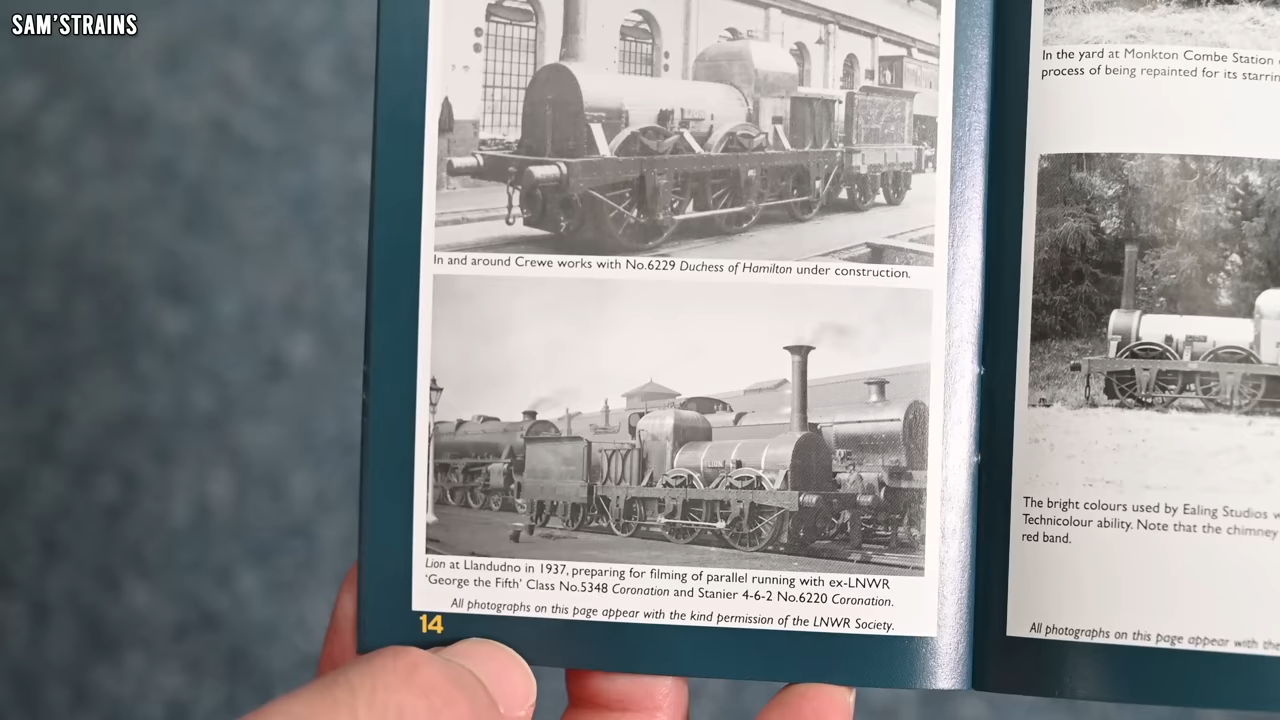 SAM'STRAINS
In and around Crewe works with No.6229 Duchess of Hamilton under construction.
Lion at Llandudno in 1937, preparing for filming of parallel running with ex-LNWR
'George the Fifth' Class No.5348 Coronation and Stanier 4-6-2 No.6220 Coronation.
All photographs on this page appear with the kind permission of the LNWR Society.
14
In the yard at Monkton Combe Station
process of being repainted for its starrin
The bright colours used by Ealing Studios w
Technicolour ability. Note that the chimney
red band.
All photographs on this page appear with the